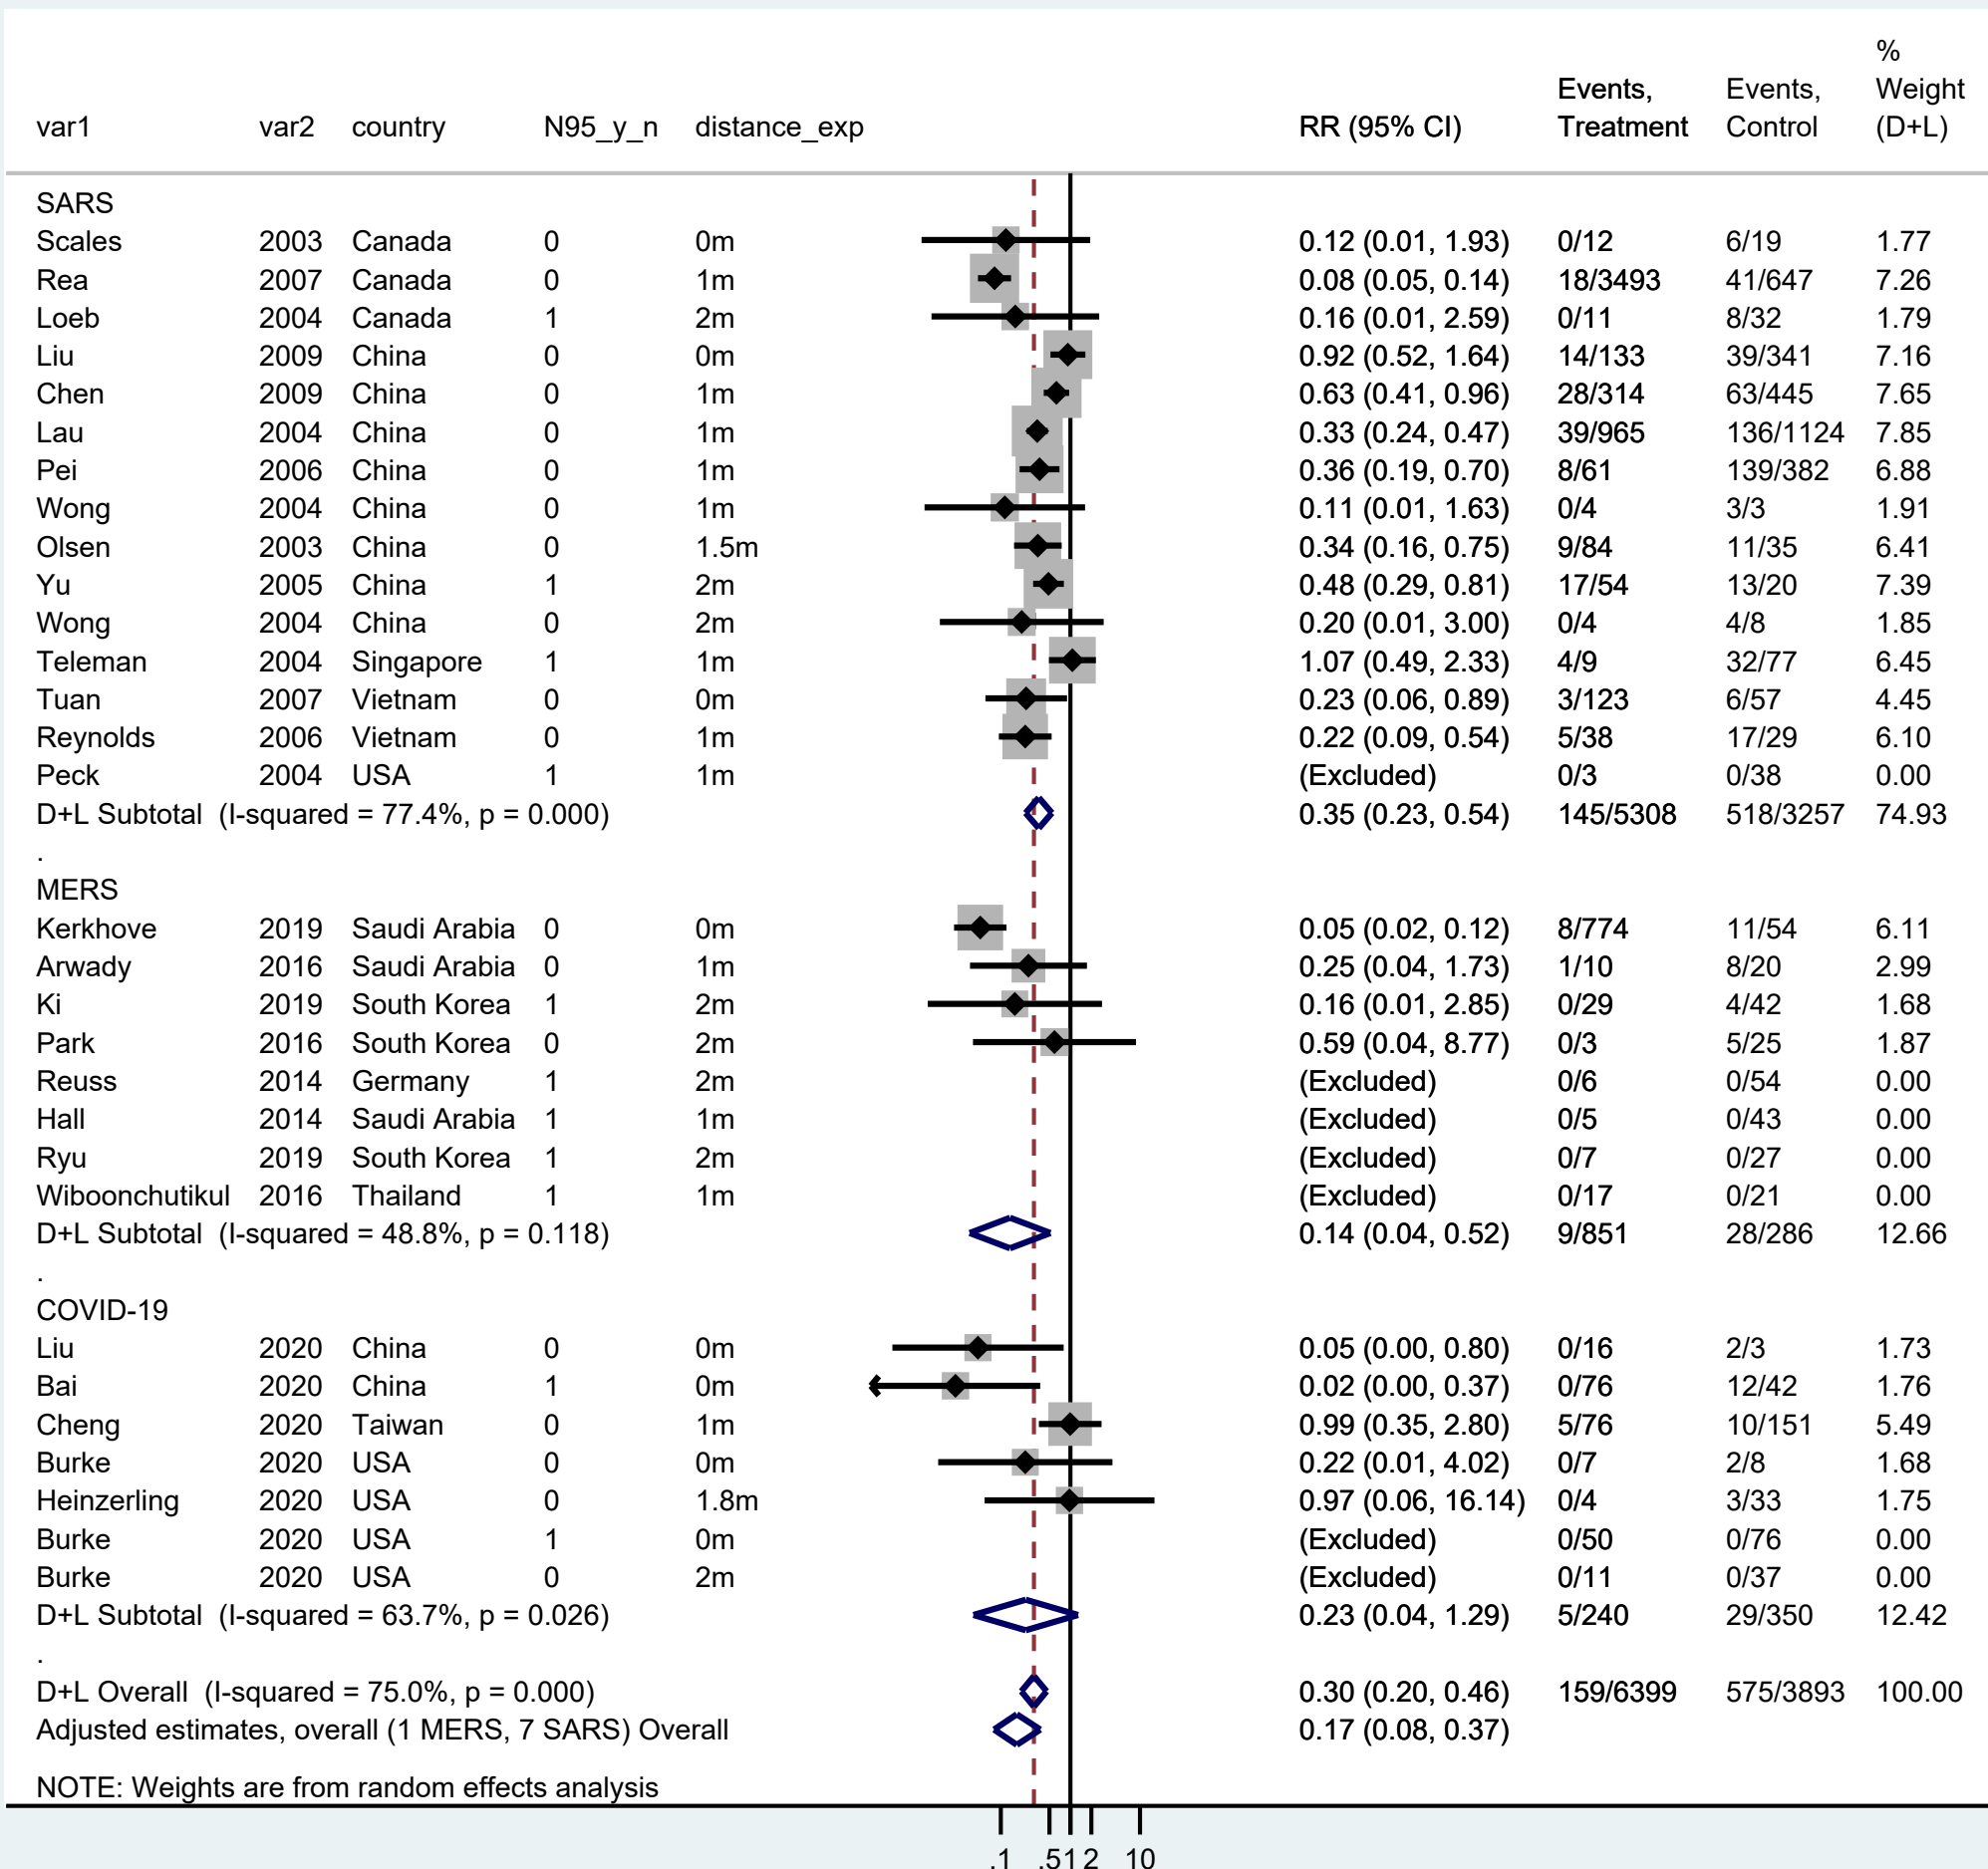 %
Events, Events, Weight
var1 var2 country N95_y_n distance_exp RR (95% CI) Treatment Control (D+L)
SARS
Scales 2003 Canada 0 0m 0.12 (0.01, 1.93) 0/12 6/19 1.77
Rea 2007 Canada 0 1m 0.08 (0.05, 0.14) 18/3493 41/647 7.26
Loeb 2004 Canada 1 2m 0.16 (0.01, 2.59) 0/11 8/32 1.79
Liu 2009 China 0 0m 0.92 (0.52, 1.64) 14/133 39/341 7.16
Chen 2009 China 0 1m 0.63 (0.41, 0.96) 28/314 63/445 7.65
Lau 2004 China 0 1m 0.33 (0.24, 0.47) 39/965 136/1124 7.85
Pei 2006 China 0 1m 0.36 (0.19, 0.70) 8/61 139/382 6.88
Wong 2004 China 0 1m 0.11 (0.01, 1.63) 0/4 3/3 1.91
Olsen 2003 China 0 1.5m 0.34 (0.16, 0.75) 9/84 11/35 6.41
Yu 2005 China 1 2m 0.48 (0.29, 0.81) 17/54 13/20 7.39
Wong 2004 China 0 2m 0.20 (0.01, 3.00) 0/4 4/8 1.85
Teleman 2004 Singapore 1 1m 1.07 (0.49, 2.33) 4/9 32/77 6.45
Tuan 2007 Vietnam 0 0m 0.23 (0.06, 0.89) 3/123 6/57 4.45
Reynolds 2006 Vietnam 0 1m 0.22 (0.09, 0.54) 5/38 17/29 6.10
Peck 2004 USA 1 1m (Excluded) 0/3 0/38 0.00
D+L Subtotal (I-squared = 77.4%, p = 0.000) 0.35 (0.23, 0.54) 145/5308 518/3257 74.93
.
MERS
Kerkhove 2019 Saudi Arabia 0 0m 0.05 (0.02, 0.12) 8/774 11/54 6.11
Arwady 2016 Saudi Arabia 0 1m 0.25 (0.04, 1.73) 1/10 8/20 2.99
Ki 2019 South Korea 1 2m 0.16 (0.01, 2.85) 0/29 4/42 1.68
Park 2016 South Korea 0 2m 0.59 (0.04, 8.77) 0/3 5/25 1.87
Reuss 2014 Germany 1 2m (Excluded) 0/6 0/54 0.00
Hall 2014 Saudi Arabia 1 1m (Excluded) 0/5 0/43 0.00
Ryu 2019 South Korea 1 2m (Excluded) 0/7 0/27 0.00
Wiboonchutikul 2016 Thailand 1 1m (Excluded) 0/17 0/21 0.00
D+L Subtotal (I-squared = 48.8%, p = 0.118) 0.14 (0.04, 0.52) 9/851 28/286 12.66
.
COVID-19
Liu 2020 China 0 0m 0.05 (0.00, 0.80) 0/16 2/3 1.73
Bai 2020 China 1 0m 0.02 (0.00, 0.37) 0/76 12/42 1.76
Cheng 2020 Taiwan 0 1m 0.99 (0.35, 2.80) 5/76 10/151 5.49
Burke 2020 USA 0 0m 0.22 (0.01, 4.02) 0/7 2/8 1.68
Heinzerling 2020 USA 0 1.8m 0.97 (0.06, 16.14) 0/4 3/33 1.75
Burke 2020 USA 1 0m (Excluded) 0/50 0/76 0.00
Burke 2020 USA 0 2m (Excluded) 0/11 0/37 0.00
D+L Subtotal (I-squared = 63.7%, p = 0.026) 0.23 (0.04, 1.29) 5/240 29/350 12.42
.
D+L Overall (I-squared = 75.0%, p = 0.000) 0.30 (0.20, 0.46) 159/6399 575/3893 100.00
Adjusted estimates, overall (1 MERS, 7 SARS) Overall 0.17 (0.08, 0.37)
NOTE: Weights are from random effects analysis
.1 .5 1 2 10